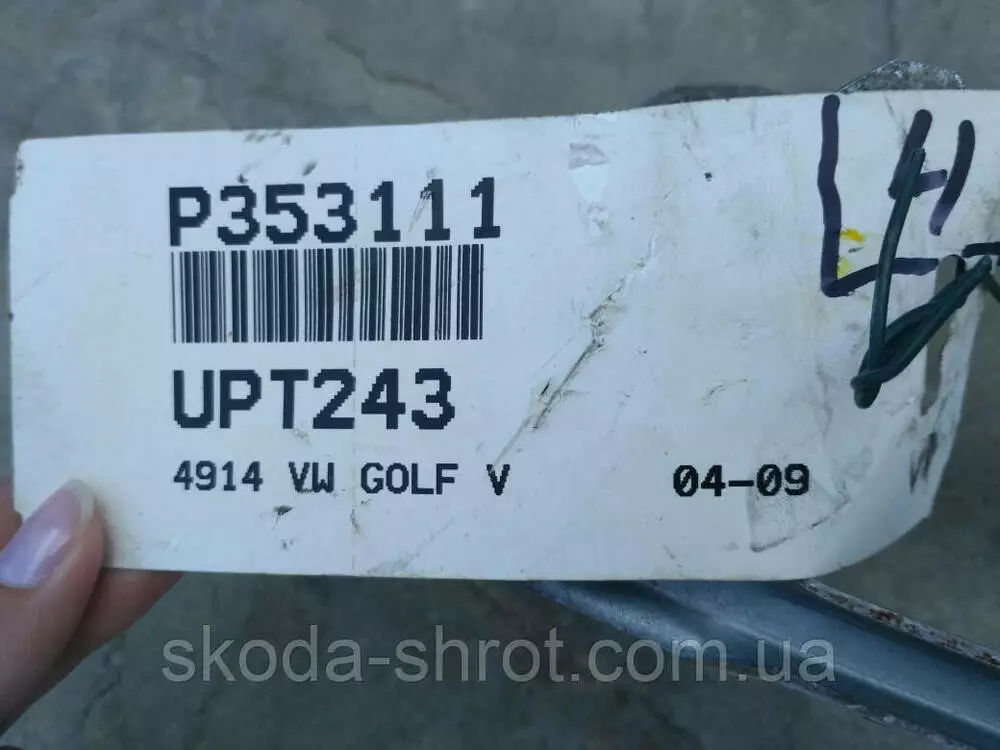 P353111
UPT243
4914 VW GOLF V 04-09
skoda-shrot.com.ua